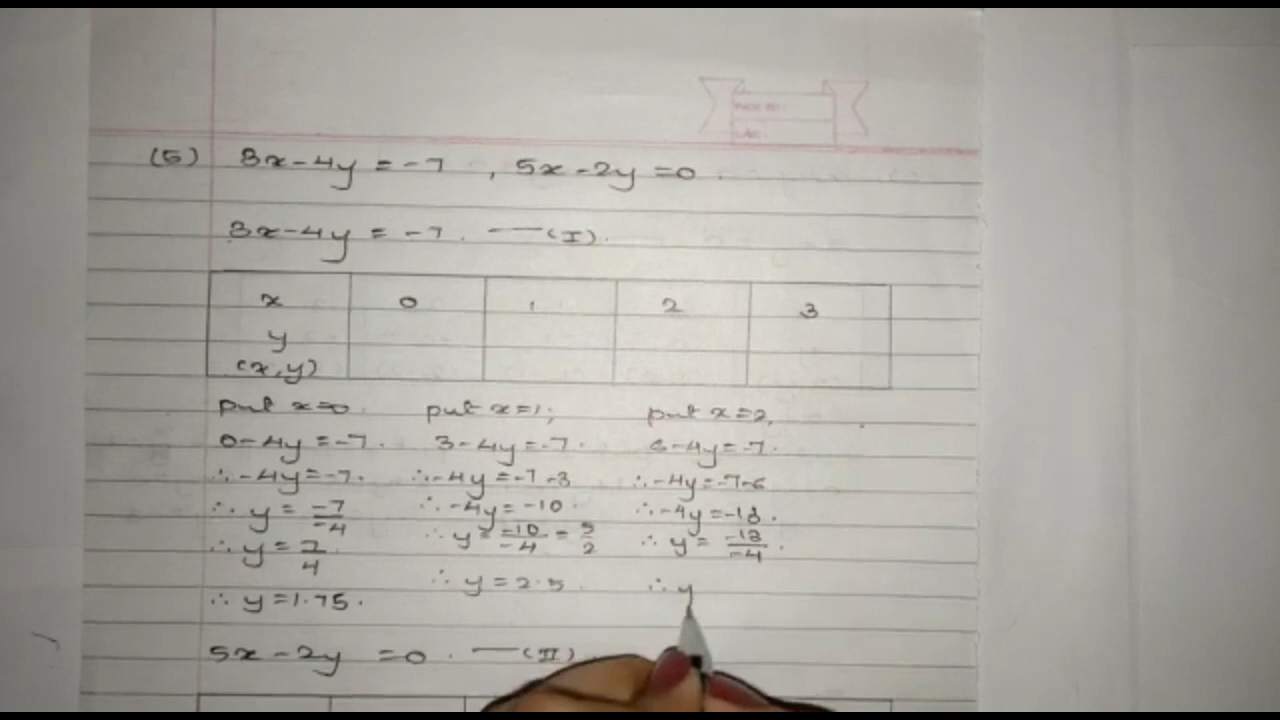 (5) 3x-4y = -7 , 5x-2y =0 .
3x-4y = -7. —(I).
x 0 1 2 3
y
(x,y)
put x=0. put x=1; put x=2,
0-4y =-7. 3-4y=-7. 6-4y=-7.
∴-4y=-7. ∴-4y=-7-3 ∴-4y=-7-6
∴ y = -7/-4 ∴-4y=-10. ∴-4y=-13.
∴ y = 7/4 ∴ y= -10/-4 = 5/2 ∴ y= -13/-4.
∴ y=1.75. ∴ y=2.5. ∴ y
5x-2y =0. —(II)